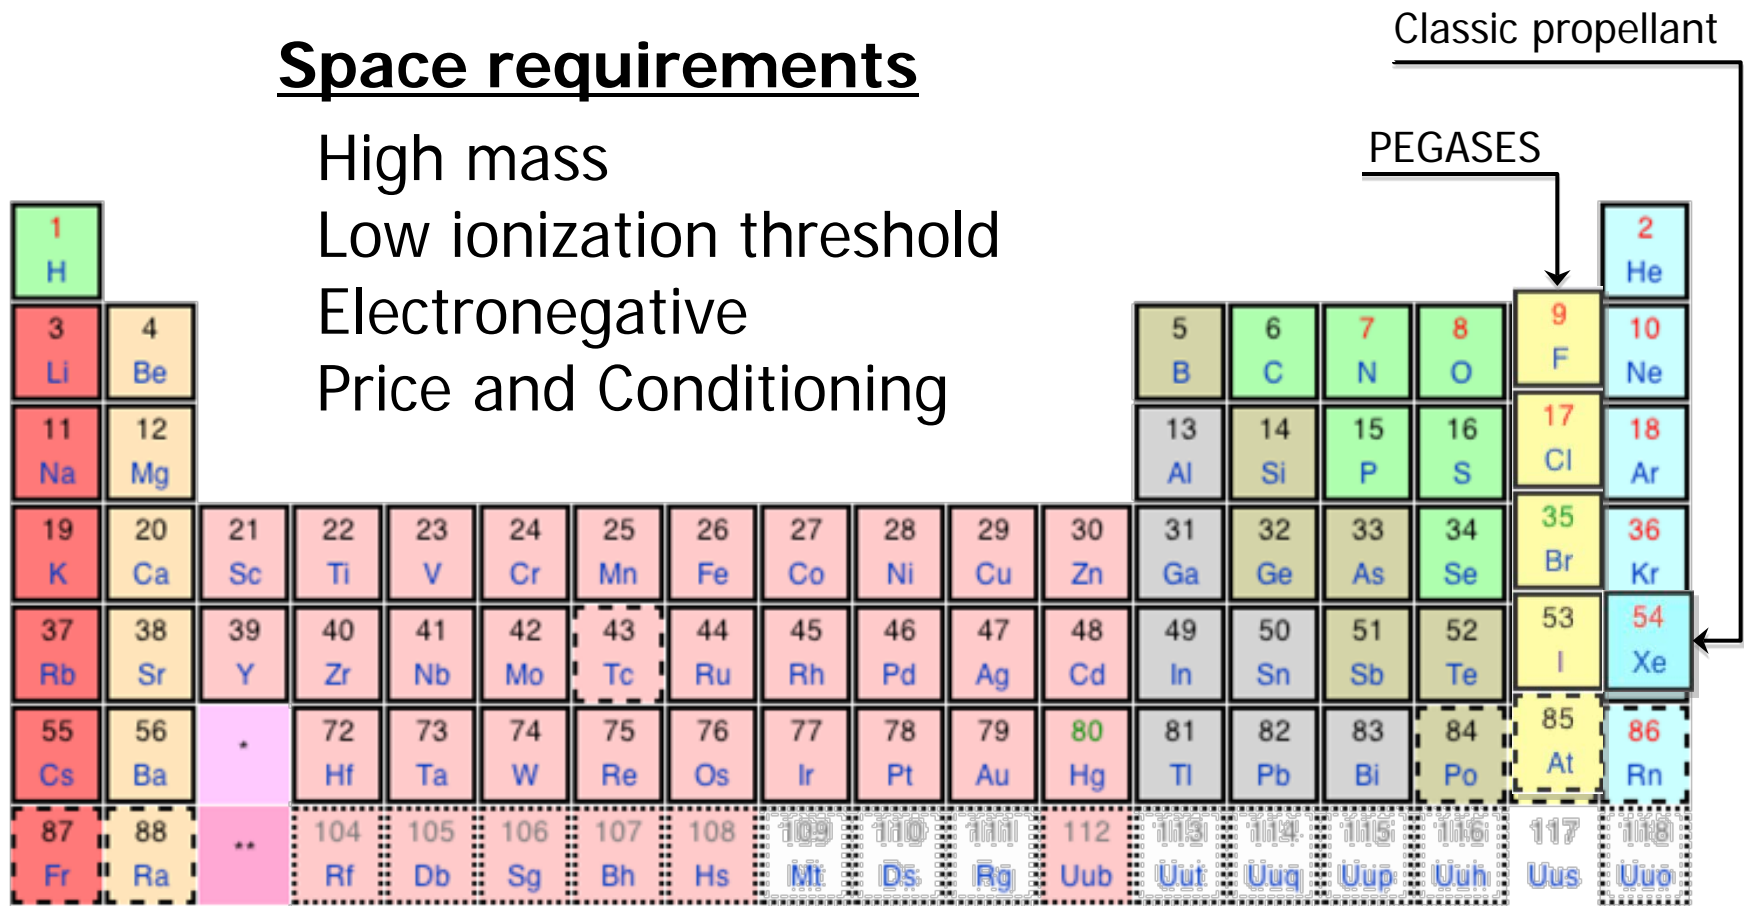 Classic propellant
Space requirements
PEGASES
High mass
Low ionization threshold
Electronegative
Price and Conditioning
1 2
H He
3 4 5 6 7 8 9 10
Li Be B C N O F Ne
11 12 13 14 15 16 17 18
Na Mg Al Si P S Cl Ar
19 20 21 22 23 24 25 26 27 28 29 30 31 32 33 34 35 36
K Ca Sc Ti V Cr Mn Fe Co Ni Cu Zn Ga Ge As Se Br Kr
37 38 39 40 41 42 43 44 45 46 47 48 49 50 51 52 53 54
Rb Sr Y Zr Nb Mo Tc Ru Rh Pd Ag Cd In Sn Sb Te I Xe
55 56 * 72 73 74 75 76 77 78 79 80 81 82 83 84 85 86
Cs Ba Hf Ta W Re Os Ir Pt Au Hg Tl Pb Bi Po At Rn
87 88 ** 104 105 106 107 108 109 110 111 112 113 114 115 116 117 118
Fr Ra Rf Db Sg Bh Hs Mt Ds Rg Uub Uut Uuq Uup Uuh Uus Uuo